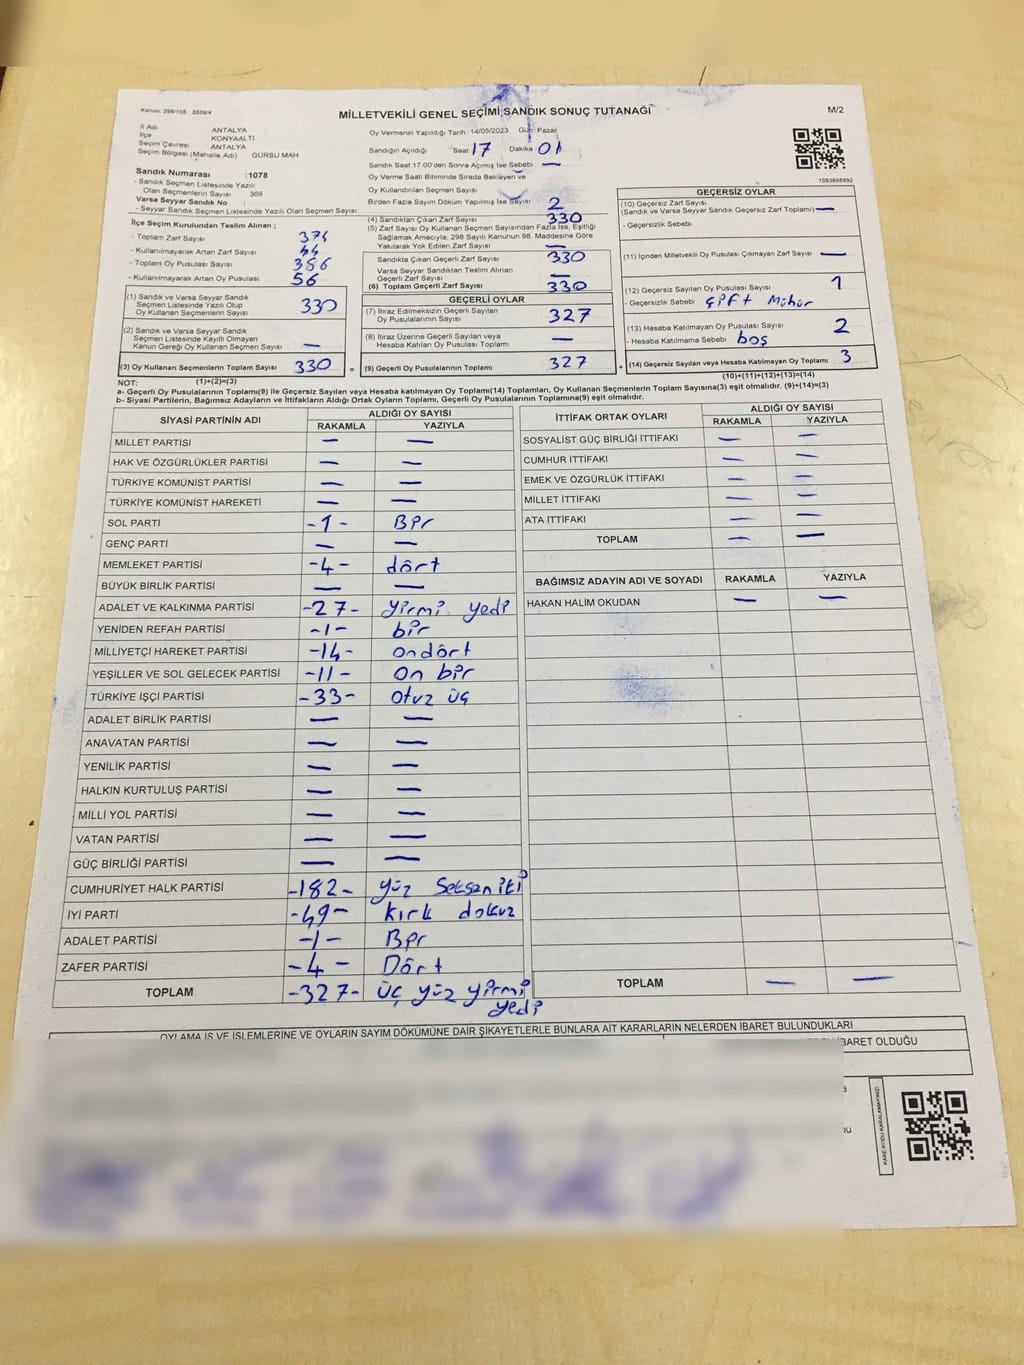 Kanun: 298/105 2839/4
MİLLETVEKİLİ GENEL SEÇİMİ SANDIK SONUÇ TUTANAĞI
M/2
İl Adı ANTALYA
İlçe KONYAALTI
Seçim Çevresi ANTALYA
Seçim Bölgesi (Mahalle Adı) GÜRSU MAH
Sandık Numarası :1078
- Sandık Seçmen Listesinde Yazılı
Olan Seçmenlerin Sayısı : 369
Varsa Seyyar Sandık No :
- Seyyar Sandık Seçmen Listesinde Yazılı Olan Seçmen Sayısı :
İlçe Seçim Kurulundan Teslim Alınan ;
- Toplam Zarf Sayısı 374
- Kullanılmayarak Artan Zarf Sayısı 44
- Toplam Oy Pusulası Sayısı 386
- Kullanılmayarak Artan Oy Pusulası 56
(1) Sandık ve Varsa Seyyar Sandık
Seçmen Listesinde Yazılı Olup
Oy Kullanan Seçmenlerin Sayısı 330
(2) Sandık ve Varsa Seyyar Sandık
Seçmen Listesinde Kayıtlı Olmayan
Kanun Gereği Oy Kullanan Seçmen Sayısı —
(3) Oy Kullanan Seçmenlerin Toplam Sayısı 330
(1)+(2)=(3)
Oy Vermenin Yapıldığı Tarih 14/05/2023 Gün Pazar
Sandığın Açıldığı Saat 17 Dakika 01
Sandık Saat 17.00'den Sonra Açılmış İse Sebebi —
Oy Verme Saati Bitiminde Sırada Bekleyen ve
Oy Kullandırılan Seçmen Sayısı
Birden Fazla Sayım Dökümü Yapılmış İse Sayısı 2
(4) Sandıktan Çıkan Zarf Sayısı 330
(5) Zarf Sayısı Oy Kullanan Seçmen Sayısından Fazla İse, Eşitliği
Sağlamak Amacıyla; 298 Sayılı Kanunun 98. Maddesine Göre
Yakılarak Yok Edilen Zarf Sayısı —
Sandıkta Çıkan Geçerli Zarf Sayısı 330
Varsa Seyyar Sandıktan Teslim Alınan
Geçerli Zarf Sayısı —
(6) Toplam Geçerli Zarf Sayısı 330
GEÇERLİ OYLAR
(7) İtiraz Edilmeksizin Geçerli Sayılan
Oy Pusulalarının Sayısı 327
(8) İtiraz Üzerine Geçerli Sayılan veya
Hesaba Katılan Oy Pusulası Toplamı —
= (9) Geçerli Oy Pusulalarının Toplamı 327
1083698992
GEÇERSİZ OYLAR
(10) Geçersiz Zarf Sayısı
(Sandık ve Varsa Seyyar Sandık Geçersiz Zarf Toplamı) —
- Geçersizlik Sebebi
(11) İçinden Milletvekili Oy Pusulası Çıkmayan Zarf Sayısı —
(12) Geçersiz Sayılan Oy Pusulası Sayısı 1
- Geçersizlik Sebebi çift Mühür
(13) Hesaba Katılmayan Oy Pusulası Sayısı 2
- Hesaba Katılmama Sebebi boş
+ (14) Geçersiz Sayılan veya Hesaba Katılmayan Oy Toplamı 3
(10)+(11)+(12)+(13)=(14)
NOT:
a- Geçerli Oy Pusulalarının Toplamı(9) ile Geçersiz Sayılan veya Hesaba katılmayan Oy Toplamı(14) Toplamları, Oy Kullanan Seçmenlerin Toplam Sayısına(3) eşit olmalıdır. (9)+(14)=(3)
b- Siyasi Partilerin, Bağımsız Adayların ve İttifakların Aldığı Ortak Oyların Toplamı, Geçerli Oy Pusulalarının Toplamına(9) eşit olmalıdır.
SİYASİ PARTİNİN ADI ALDIĞI OY SAYISI
RAKAMLA YAZIYLA
MİLLET PARTİSİ — —
HAK VE ÖZGÜRLÜKLER PARTİSİ — —
TÜRKİYE KOMÜNİST PARTİSİ — —
TÜRKİYE KOMÜNİST HAREKETİ — —
SOL PARTİ -1- Bir
GENÇ PARTİ — —
MEMLEKET PARTİSİ -4- dört
BÜYÜK BİRLİK PARTİSİ — —
ADALET VE KALKINMA PARTİSİ -27- yirmi yedi
YENİDEN REFAH PARTİSİ -1- bir
MİLLİYETÇİ HAREKET PARTİSİ -14- ondört
YEŞİLLER VE SOL GELECEK PARTİSİ -11- On bir
TÜRKİYE İŞÇİ PARTİSİ -33- Otuz üç
ADALET BİRLİK PARTİSİ — —
ANAVATAN PARTİSİ — —
YENİLİK PARTİSİ — —
HALKIN KURTULUŞ PARTİSİ — —
MİLLİ YOL PARTİSİ — —
VATAN PARTİSİ — —
GÜÇ BİRLİĞİ PARTİSİ — —
CUMHURİYET HALK PARTİSİ -182- yüz Seksen iki
İYİ PARTİ -49- kırk dokuz
ADALET PARTİSİ -1- Bir
ZAFER PARTİSİ -4- Dört
TOPLAM -327- üç yüz yirmi
yedi
İTTİFAK ORTAK OYLARI ALDIĞI OY SAYISI
RAKAMLA YAZIYLA
SOSYALİST GÜÇ BİRLİĞİ İTTİFAKI — —
CUMHUR İTTİFAKI — —
EMEK VE ÖZGÜRLÜK İTTİFAKI — —
MİLLET İTTİFAKI — —
ATA İTTİFAKI — —
TOPLAM — —
BAĞIMSIZ ADAYIN ADI VE SOYADI RAKAMLA YAZIYLA
HAKAN HALİM OKUDAN — —
TOPLAM — —
OYLAMA İŞ VE İŞLEMLERİNE VE OYLARIN SAYIM DÖKÜMÜNE DAİR ŞİKAYETLERLE BUNLARA AİT KARARLARIN NELERDEN İBARET BULUNDUKLARI
İBARET OLDUĞU
KARE KODU KARALAMAYINIZ!